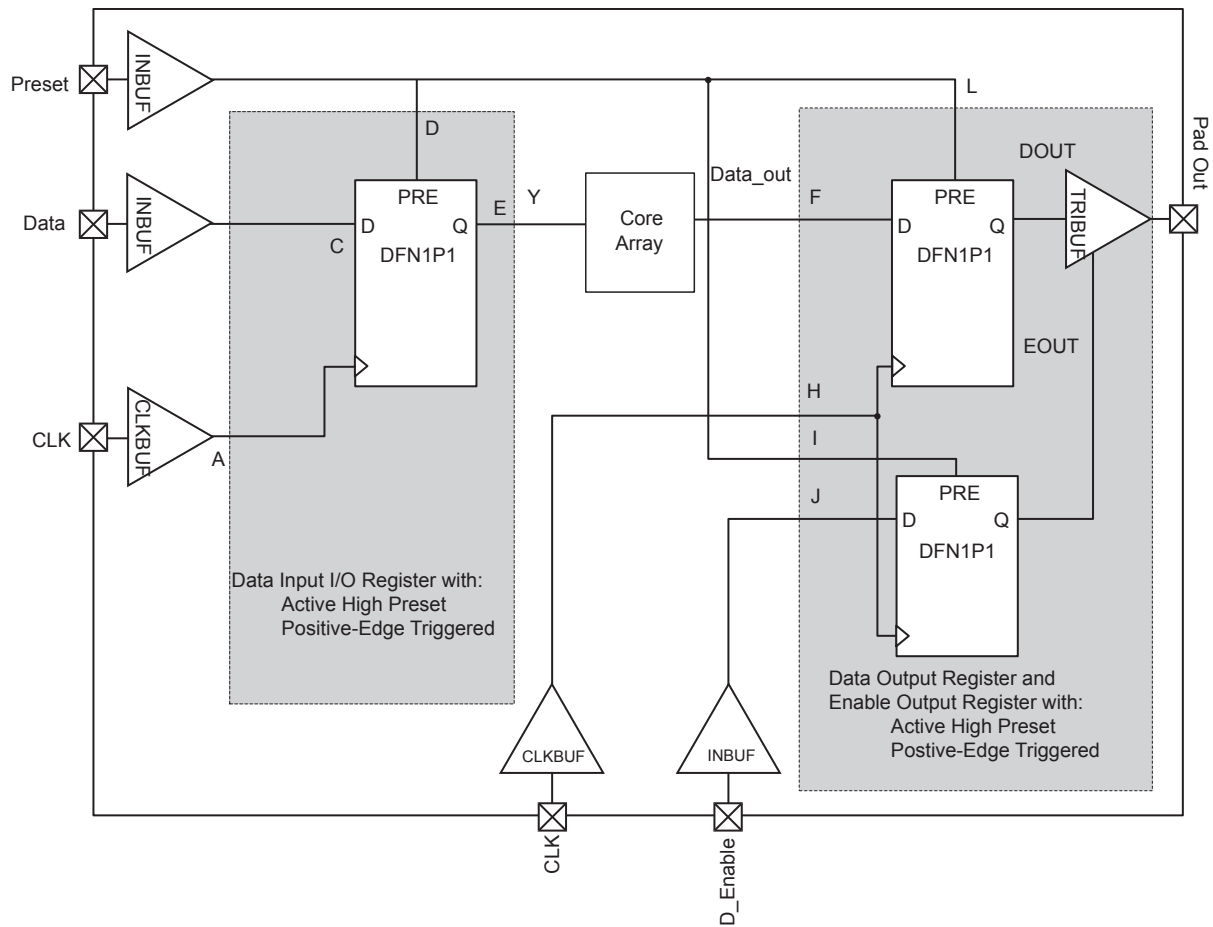 Preset
INBUF
L
D
Pad Out
DOUT
Data_out
PRE
PRE
TRIBUF
Data
INBUF
E
Y
Core
Array
F
D
Q
C
DFN1P1
D
Q
DFN1P1
EOUT
H
CLK
CLKBUF
A
I
J
PRE
D
Q
DFN1P1
Data Input I/O Register with:
Active High Preset
Positive-Edge Triggered
Data Output Register and
Enable Output Register with:
Active High Preset
Postive-Edge Triggered
CLKBUF
INBUF
CLK
D_Enable